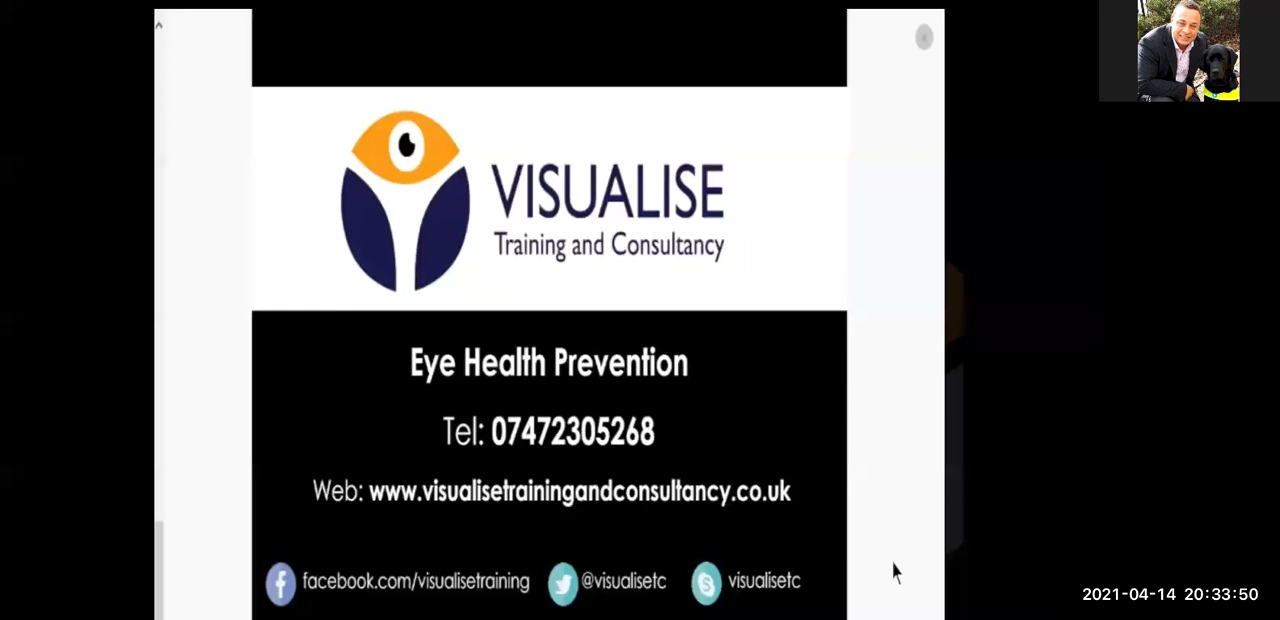 VISUALISE
Training and Consultancy
Eye Health Prevention
Tel: 07472305268
Web: www.visualisetrainingandconsultancy.co.uk
facebook.com/visualisetraining @visualisetc visualisetc
2021-04-14 20:33:50